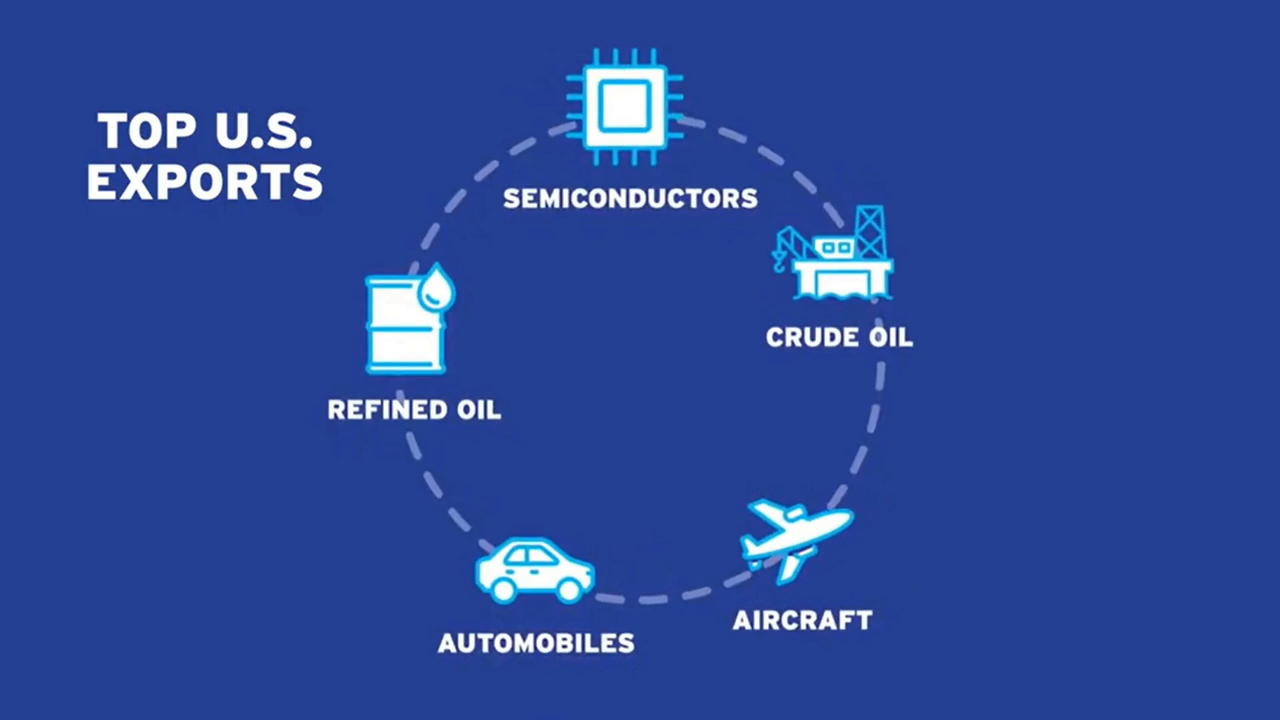 TOP U.S.
EXPORTS
SEMICONDUCTORS
CRUDE OIL
REFINED OIL
AIRCRAFT
AUTOMOBILES